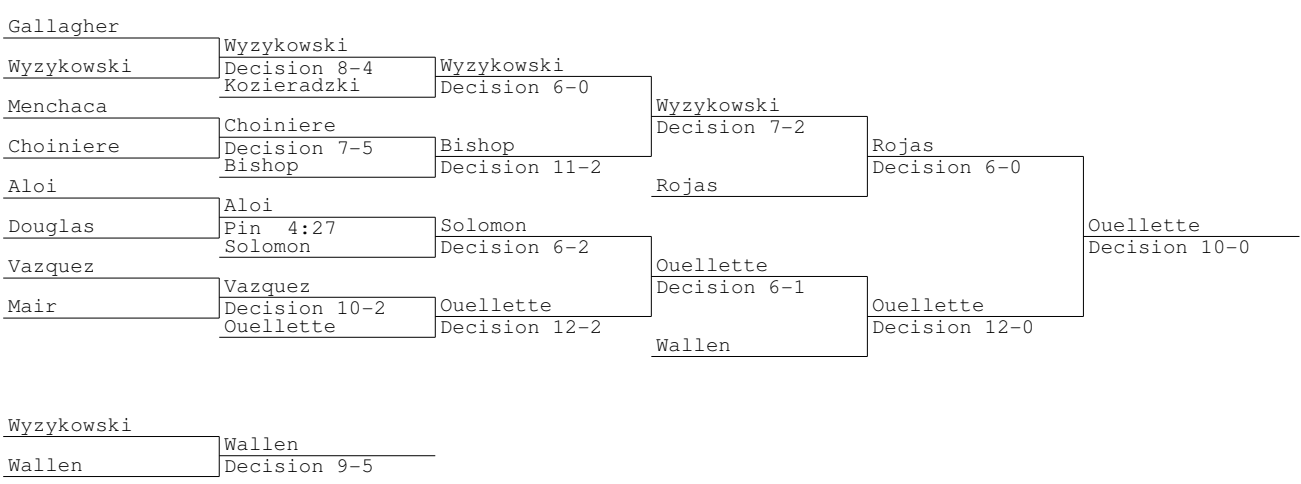 Gallagher
Wyzykowski
Wyzykowski
Decision 8-4
Kozieradzki
Wyzykowski
Decision 6-0
Menchaca
Choiniere
Choiniere
Decision 7-5
Bishop
Bishop
Decision 11-2
Wyzykowski
Decision 7-2
Rojas
Rojas
Decision 6-0
Aloi
Douglas
Aloi
Pin 4:27
Solomon
Solomon
Decision 6-2
Vazquez
Mair
Vazquez
Decision 10-2
Ouellette
Ouellette
Decision 12-2
Ouellette
Decision 6-1
Wallen
Ouellette
Decision 12-0
Ouellette
Decision 10-0
Wyzykowski
Wallen
Wallen
Decision 9-5